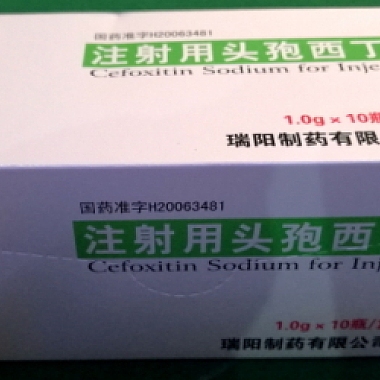 国药准字H20063481
注射用头孢西丁
Cefoxitin Sodium for Inje
1.0g x 10瓶
瑞阳制药有限
国药准字H20063481
注射用头孢西
Cefoxitin Sodium for Inj
1.0g x 10瓶/
瑞阳制药有限公司